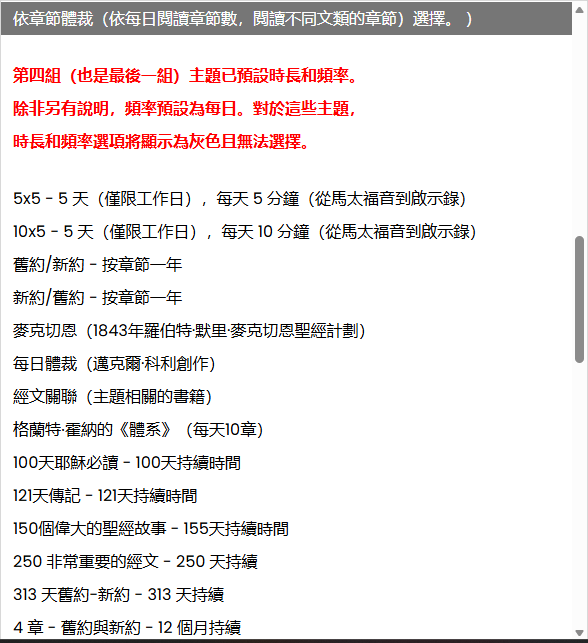 依章節體裁（依每日閱讀章節數，閱讀不同文類的章節）選擇。 ）
第四組（也是最後一組）主題已預設時長和頻率。
除非另有說明，頻率預設為每日。對於這些主題，
時長和頻率選項將顯示為灰色且無法選擇。
5x5 - 5 天（僅限工作日），每天 5 分鐘（從馬太福音到啟示錄）
10x5 - 5 天（僅限工作日），每天 10 分鐘（從馬太福音到啟示錄）
舊約/新約 - 按章節一年
新約/舊約 - 按章節一年
麥克切恩（1843年羅伯特·默里·麥克切恩聖經計劃）
每日體裁（邁克爾·科利創作）
經文關聯（主題相關的書籍）
格蘭特·霍納的《體系》（每天10章）
100天耶穌必讀 - 100天持續時間
121天傳記 - 121天持續時間
150個偉大的聖經故事 - 155天持續時間
250 非常重要的經文 - 250 天持續
313 天舊約-新約 - 313 天持續
4 章 - 舊約與新約 - 12 個月持續